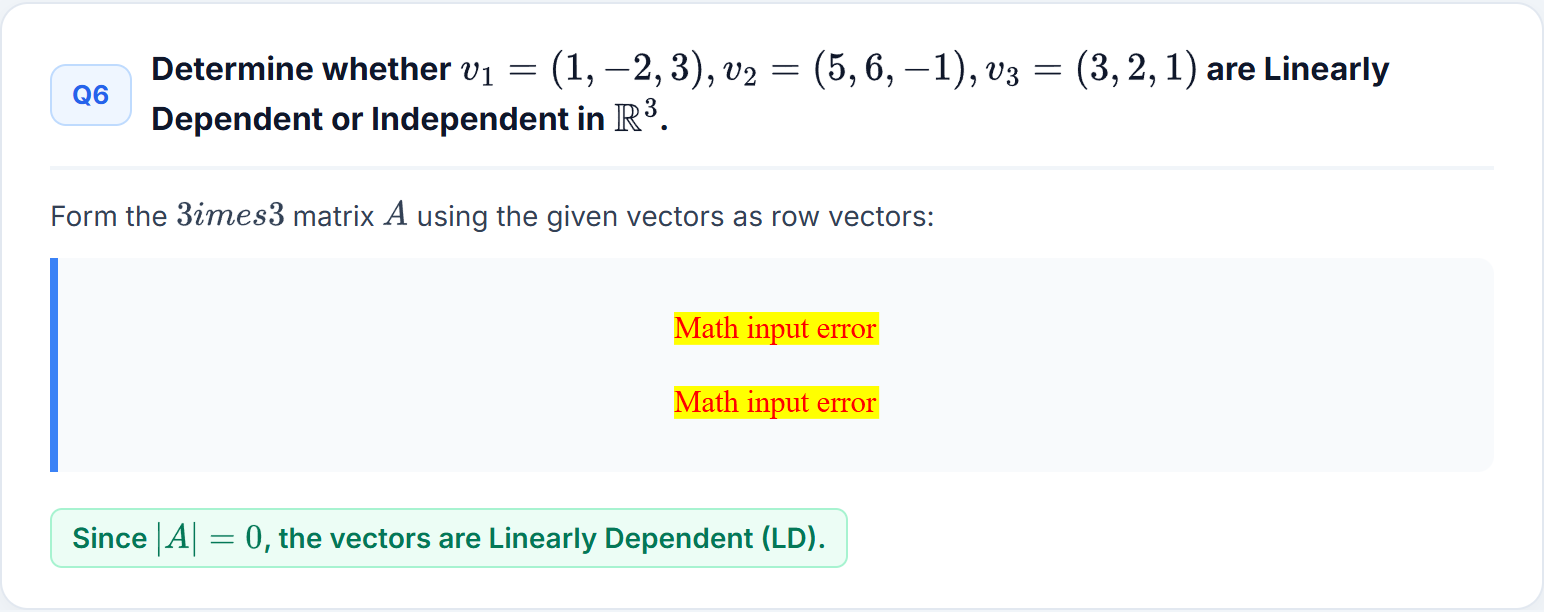 Q6
Determine whether v₁ = (1, −2, 3), v₂ = (5, 6, −1), v₃ = (3, 2, 1) are Linearly
Dependent or Independent in ℝ³.
Form the 3imes3 matrix A using the given vectors as row vectors:
Math input error
Math input error
Since |A| = 0, the vectors are Linearly Dependent (LD).